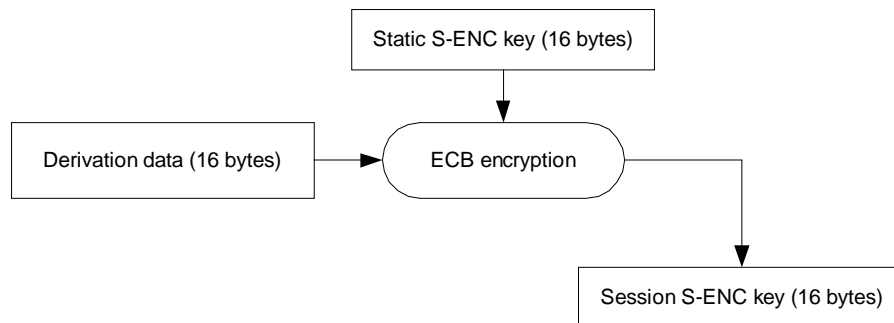 Static S-ENC key (16 bytes)
Derivation data (16 bytes)
ECB encryption
Session S-ENC key (16 bytes)